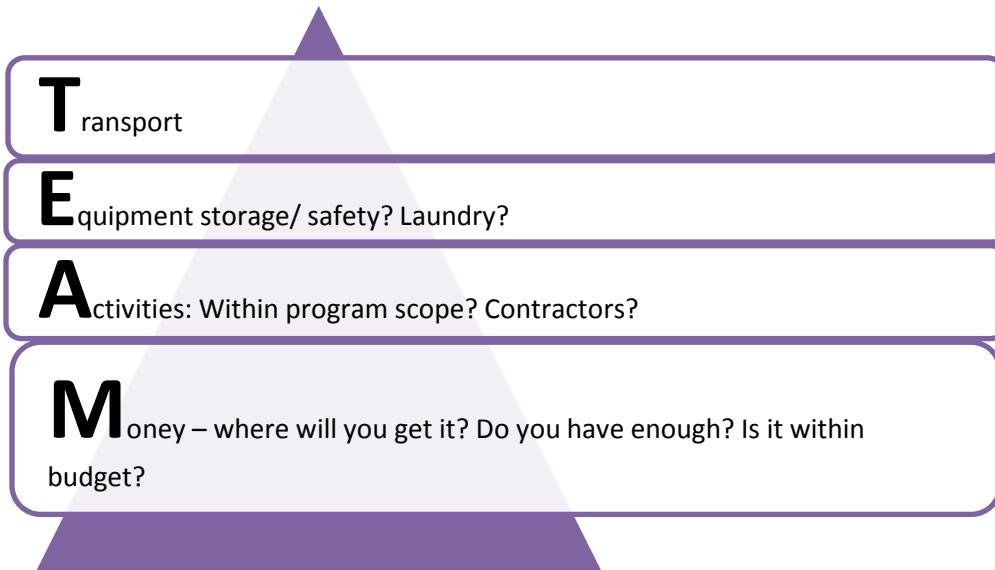 Transport
Equipment storage/ safety? Laundry?
Activities: Within program scope? Contractors?
Money – where will you get it? Do you have enough? Is it within
budget?